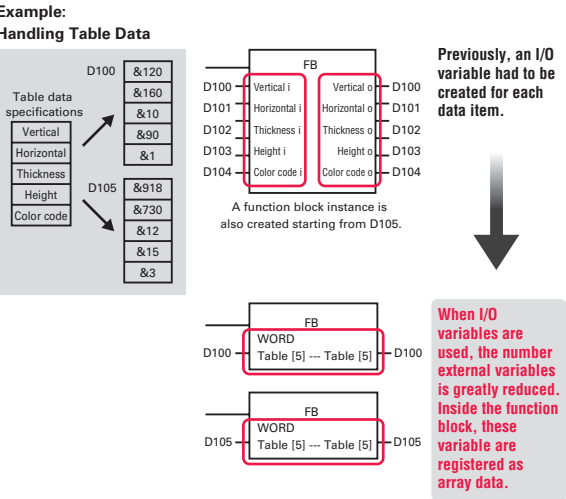 Example:
Handling Table Data
Table data
specifications
Vertical
Horizontal
Thickness
Height
Color code
D100
&120
&160
&10
&90
&1
D105
&918
&730
&12
&15
&3
FB
D100 Vertical i Vertical o D100
D101 Horizontal i Horizontal o D101
D102 Thickness i Thickness o D102
D103 Height i Height o D103
D104 Color code i Color code o D104
A function block instance is
also created starting from D105.
Previously, an I/O
variable had to be
created for each
data item.
FB
WORD
D100 Table [5] --- Table [5] D100
FB
WORD
D105 Table [5] --- Table [5] D105
When I/O
variables are
used, the number
external variables
is greatly reduced.
Inside the function
block, these
variable are
registered as
array data.